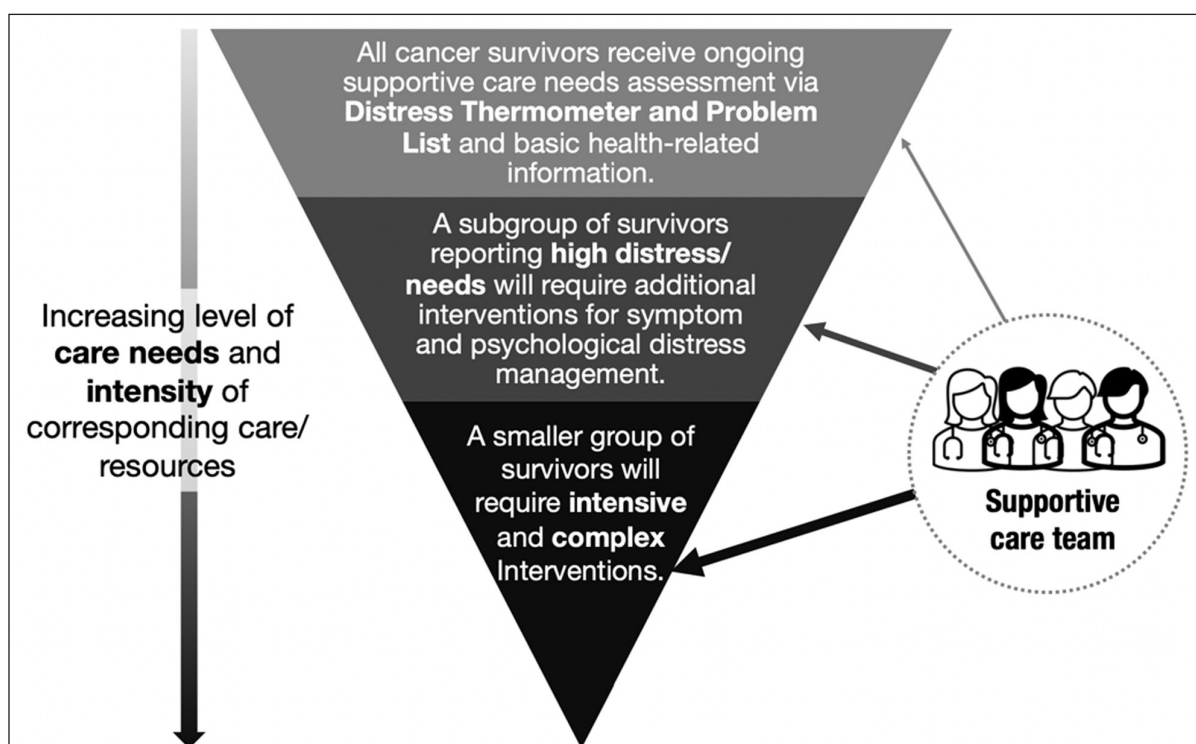 All cancer survivors receive ongoing
supportive care needs assessment via
Distress Thermometer and Problem
List and basic health-related
information.
A subgroup of survivors
reporting high distress/
needs will require additional
interventions for symptom
and psychological distress
management.
A smaller group of
survivors will
require intensive
and complex
Interventions.
Increasing level of
care needs and
intensity of
corresponding care/
resources
Supportive
care team